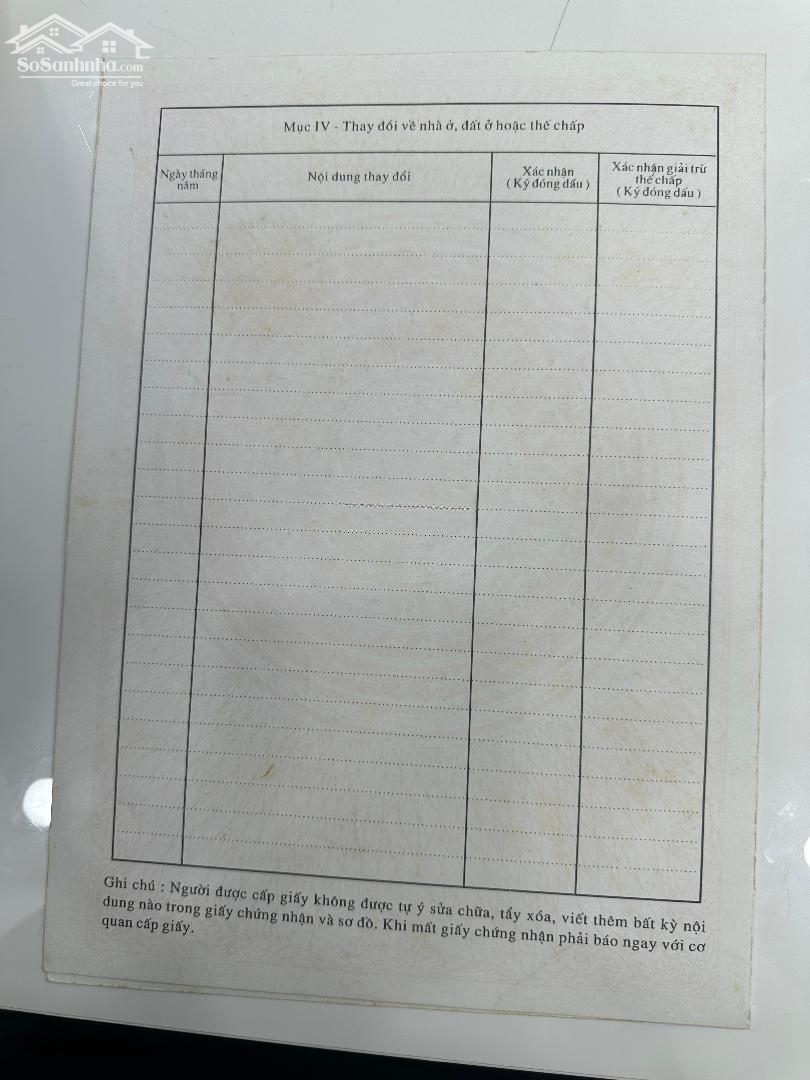 SoSanhnha.com
Great choice for you
Mục IV - Thay đổi về nhà ở, đất ở hoặc thế chấp
Ngày tháng năm
Nội dung thay đổi
Xác nhận
( Ký đóng dấu )
Xác nhận giải trừ
thế chấp
( Ký đóng dấu )
Ghi chú : Người được cấp giấy không được tự ý sửa chữa, tẩy xóa, viết thêm bất kỳ nội
dung nào trong giấy chứng nhận và sơ đồ. Khi mất giấy chứng nhận phải báo ngay với cơ
quan cấp giấy.